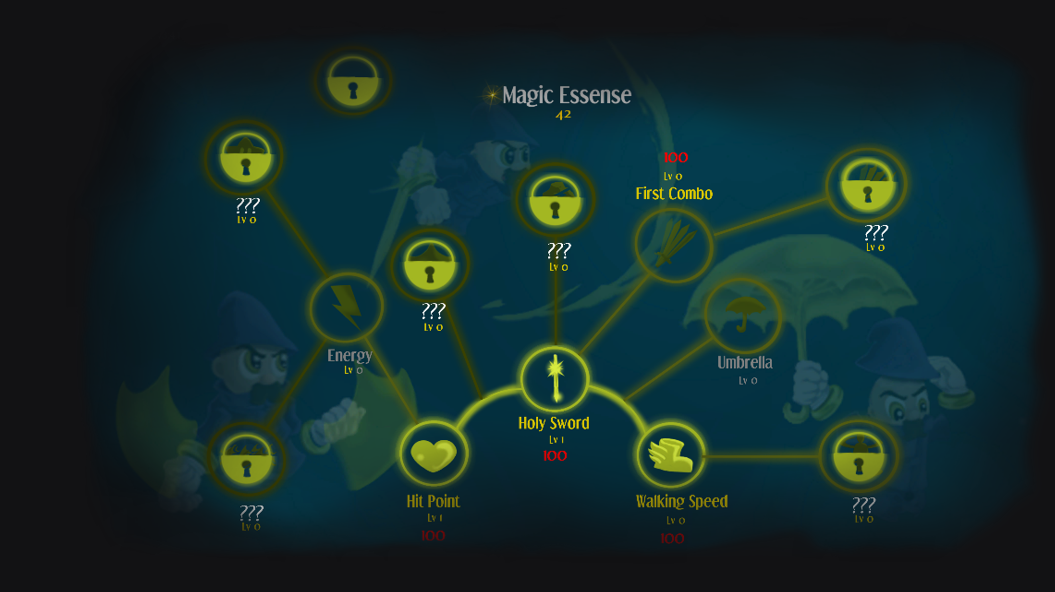 Magic Essense
42
100
Lv 0
First Combo
???
Lv 0
???
Lv 0
???
Lv 0
???
Lv 0
Energy
Lv 0
Umbrella
Lv 0
Holy Sword
Lv 1
100
Hit Point
Lv 1
100
Walking Speed
Lv 0
100
???
Lv 0
???
Lv 0